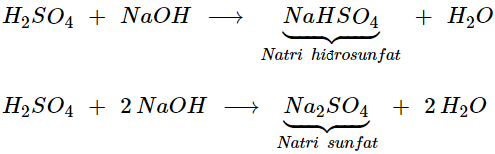 H₂SO₄ + NaOH ⟶ NaHSO₄ + H₂O
Natri hiđrosunfat
H₂SO₄ + 2 NaOH ⟶ Na₂SO₄ + 2 H₂O
Natri sunfat